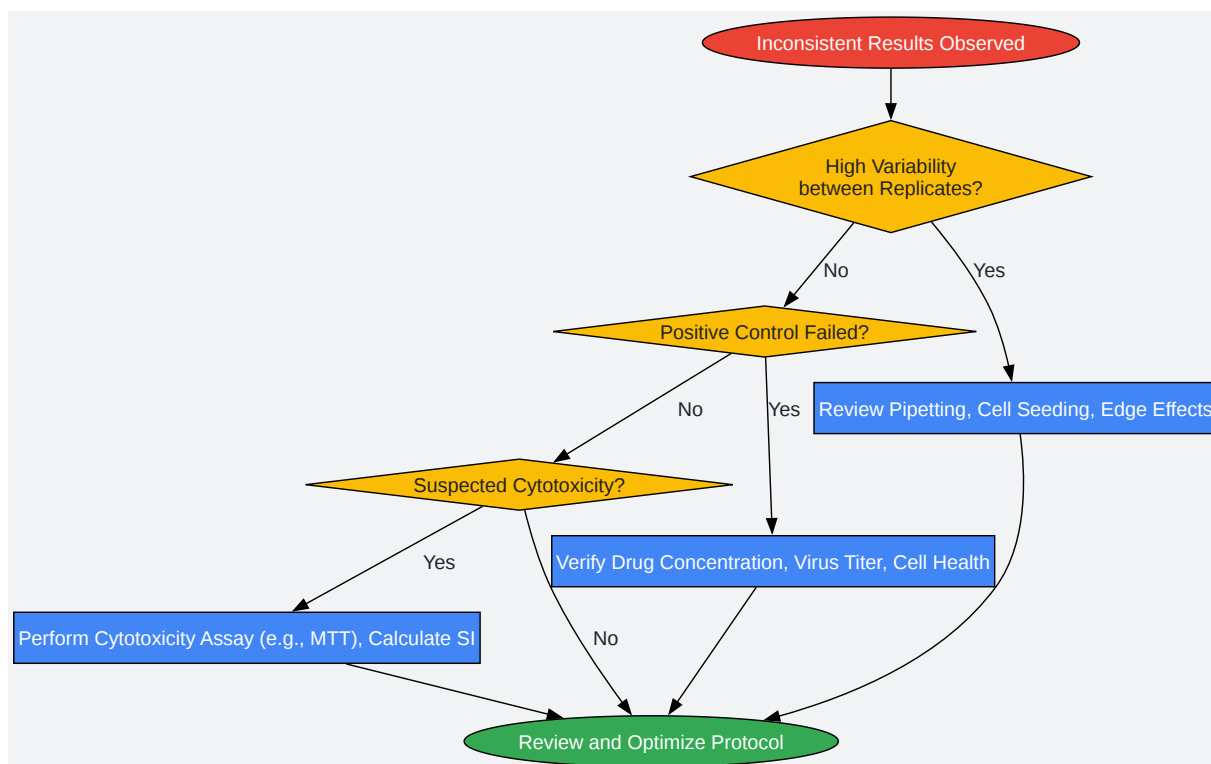 Inconsistent Results Observed
High Variability
between Replicates?
No
Yes
Positive Control Failed?
Review Pipetting, Cell Seeding, Edge Effects
No
Yes
Suspected Cytotoxicity?
Verify Drug Concentration, Virus Titer, Cell Health
Yes
No
Perform Cytotoxicity Assay (e.g., MTT), Calculate SI
Review and Optimize Protocol